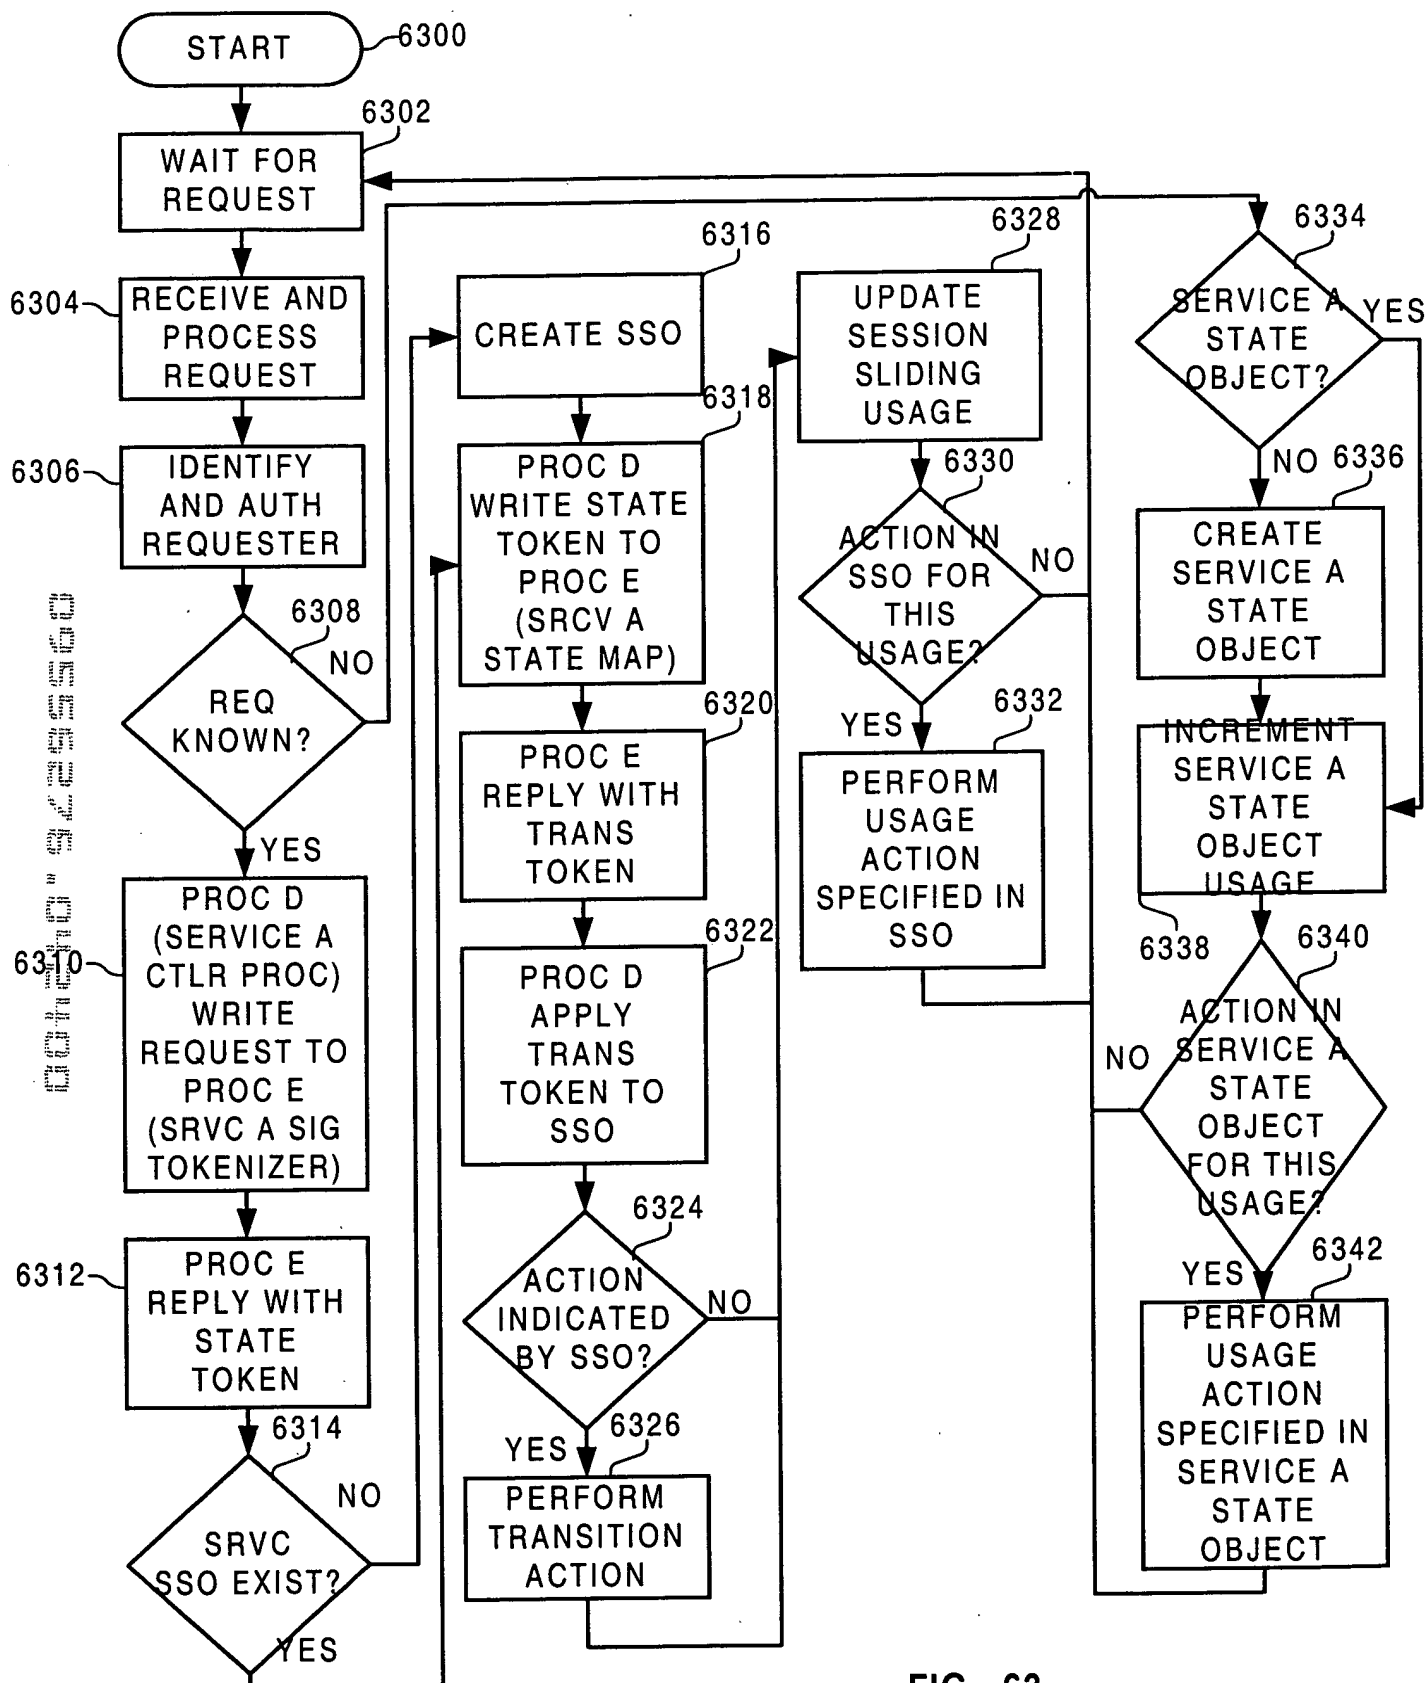 START
6300
6302
WAIT FOR
REQUEST
6304
RECEIVE AND
PROCESS
REQUEST
6306
IDENTIFY
AND AUTH
REQUESTER
6308
NO
REQ
KNOWN?
YES
6310
PROC D
(SERVICE A
CTLR PROC)
WRITE
REQUEST TO
PROC E
(SRVC A SIG
TOKENIZER)
6312
PROC E
REPLY WITH
STATE
TOKEN
6314
NO
SRVC
SSO EXIST?
YES
6316
CREATE SSO
6318
PROC D
WRITE STATE
TOKEN TO
PROC E
(SRCV A
STATE MAP)
6320
PROC E
REPLY WITH
TRANS
TOKEN
6322
PROC D
APPLY
TRANS
TOKEN TO
SSO
6324
ACTION
INDICATED
BY SSO?
NO
YES
6326
PERFORM
TRANSITION
ACTION
6328
UPDATE
SESSION
SLIDING
USAGE
6330
ACTION IN
SSO FOR
THIS
USAGE?
NO
YES
6332
PERFORM
USAGE
ACTION
SPECIFIED IN
SSO
6334
SERVICE A
STATE
OBJECT?
YES
NO
6336
CREATE
SERVICE A
STATE
OBJECT
INCREMENT
SERVICE A
STATE
OBJECT
USAGE
6338
6340
ACTION IN
SERVICE A
STATE
OBJECT
FOR THIS
USAGE?
NO
YES
6342
PERFORM
USAGE
ACTION
SPECIFIED IN
SERVICE A
STATE
OBJECT
FIG. 63